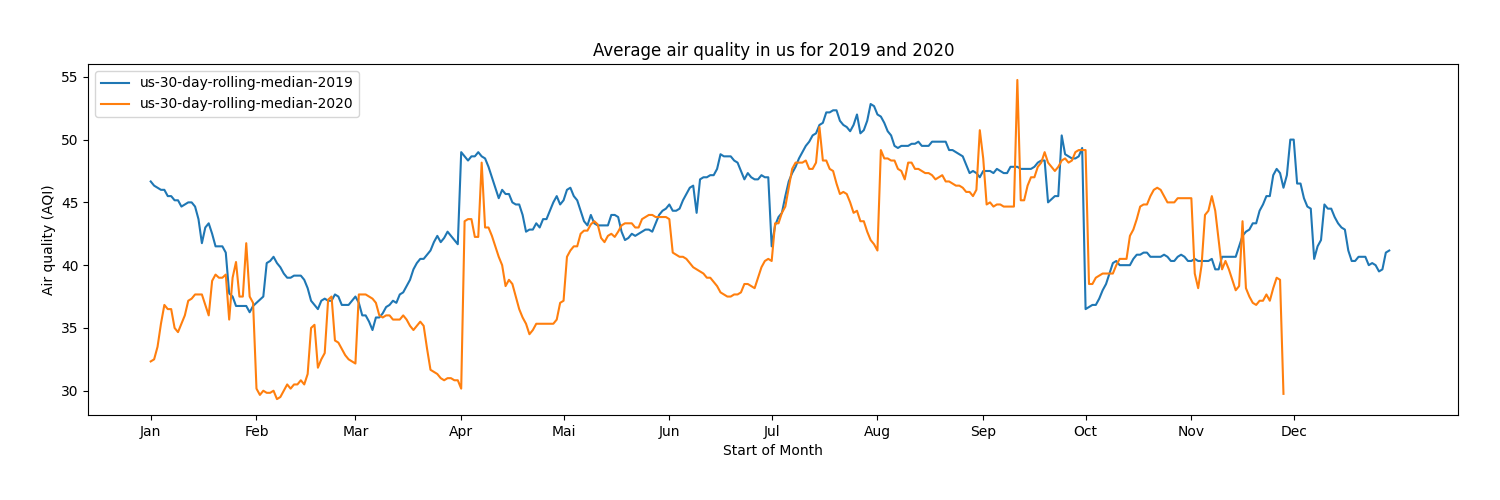 Average air quality in us for 2019 and 2020
us-30-day-rolling-median-2019
us-30-day-rolling-median-2020
Air quality (AQI)
55
50
45
40
35
30
Jan Feb Mar Apr Mai Jun Jul Aug Sep Oct Nov Dec
Start of Month